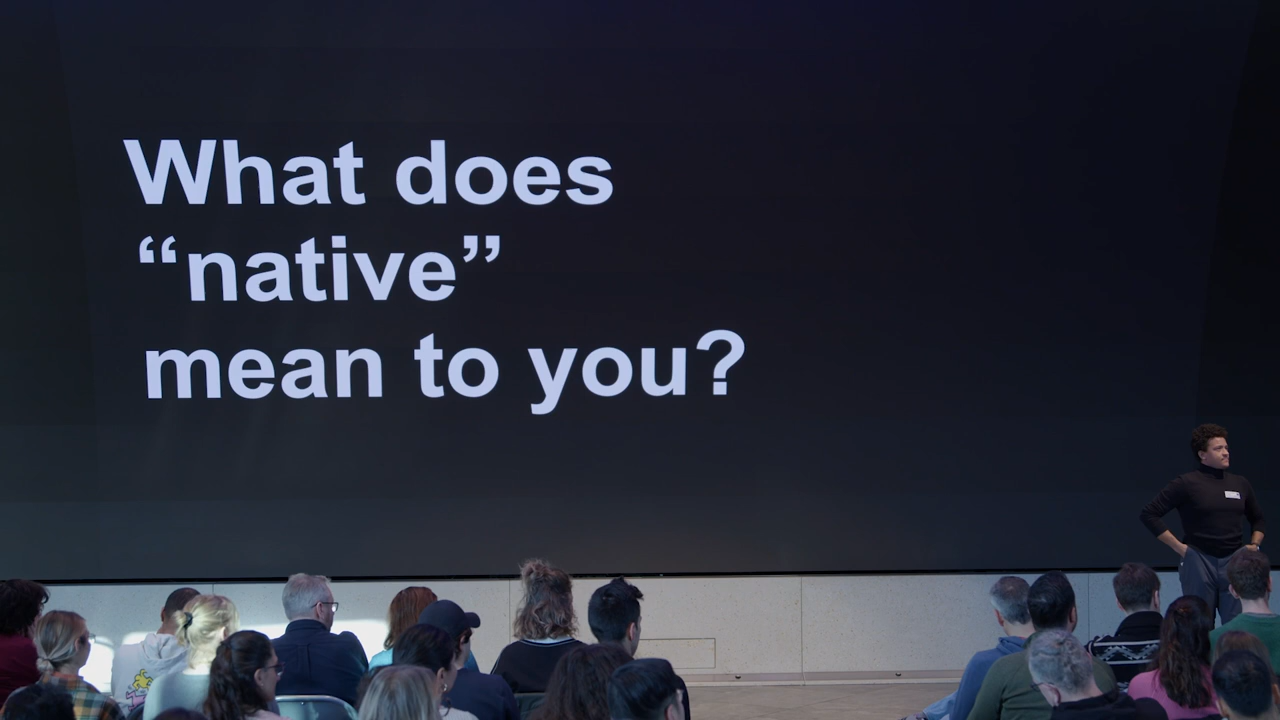 What does
“native”
mean to you?